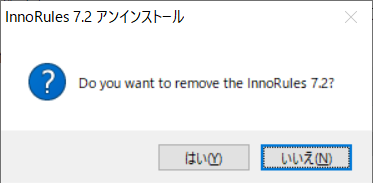 InnoRules 7.2 アンインストール
Do you want to remove the InnoRules 7.2?
はい(Y)
いいえ(N)